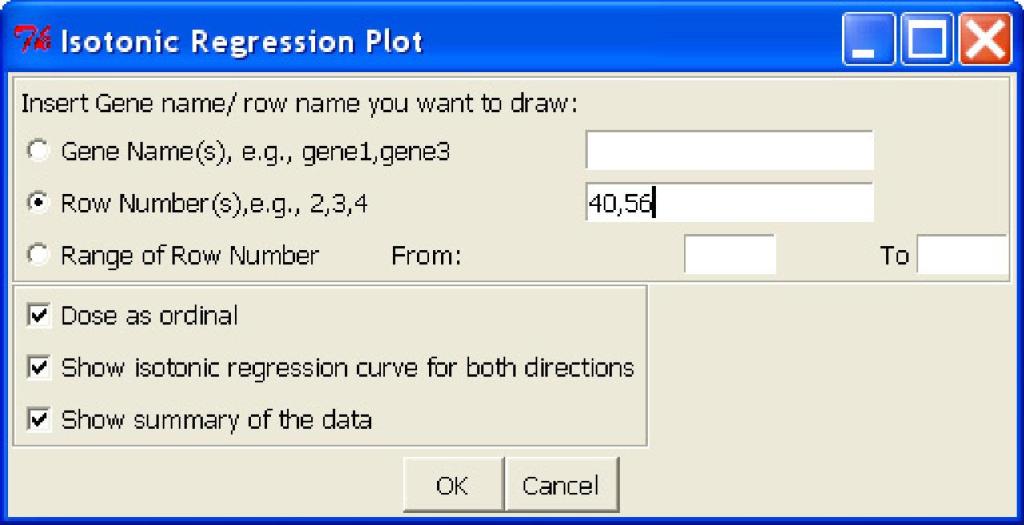 Isotonic Regression Plot
Insert Gene name/ row name you want to draw:
Gene Name(s), e.g., gene1,gene3
Row Number(s),e.g., 2,3,4 40,56
Range of Row Number From: To
Dose as ordinal
Show isotonic regression curve for both directions
Show summary of the data
OK Cancel